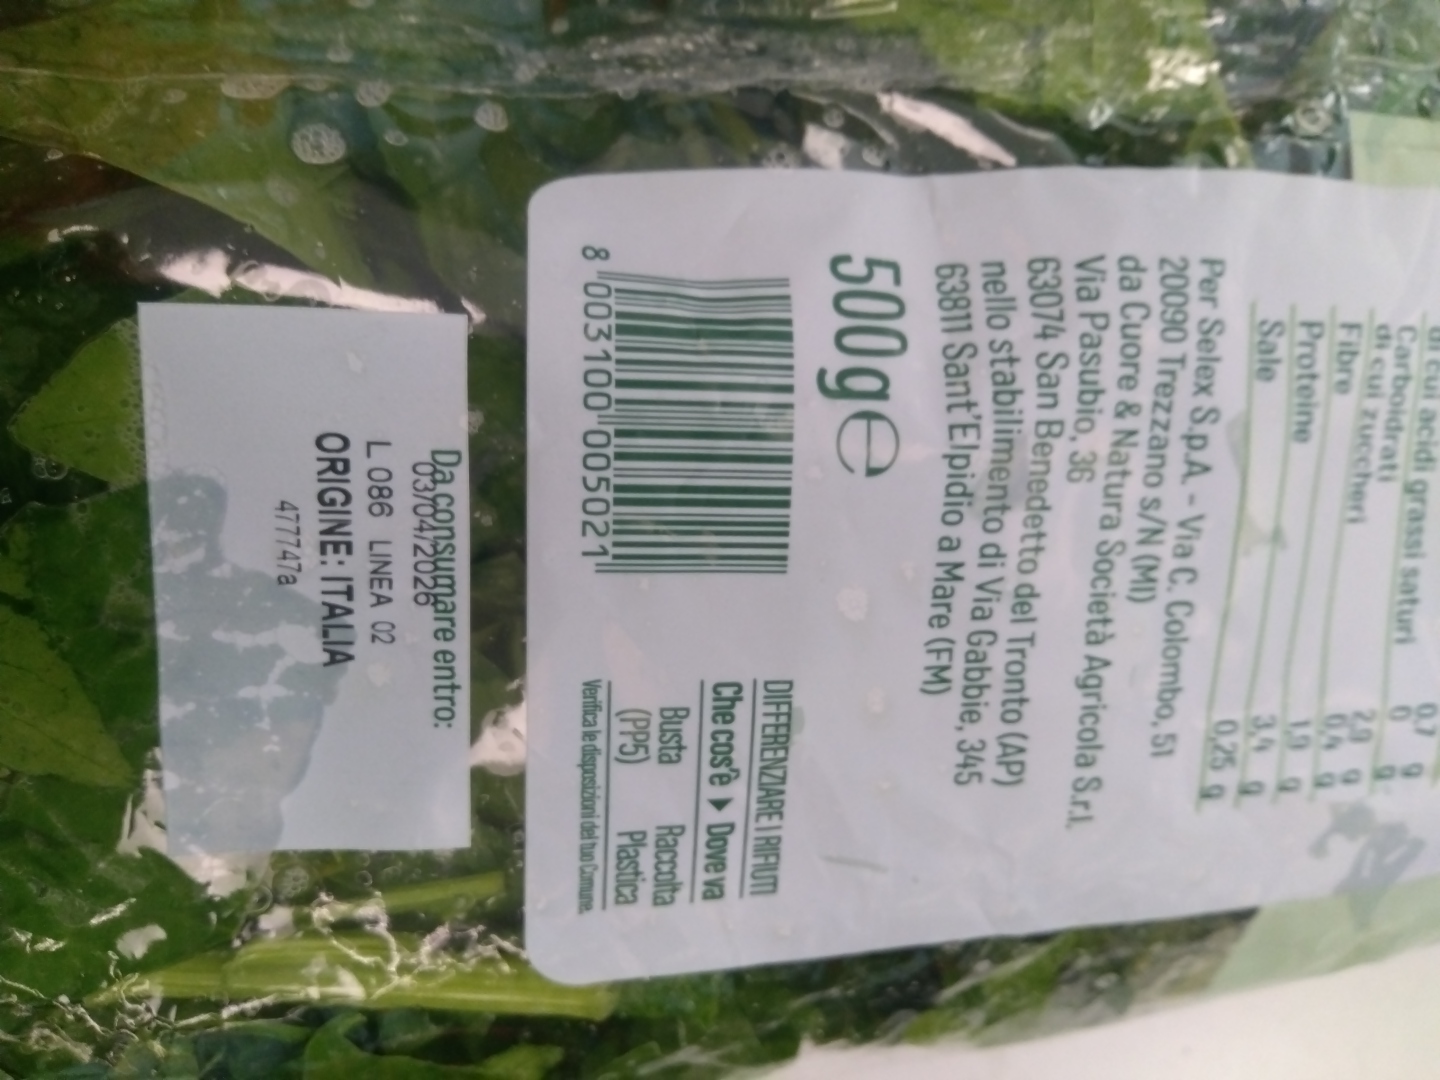 di cui acidi grassi saturi 0,7 g
Carboidrati 0 g
di cui zuccheri 2,9 g
Fibre 0,4 g
Proteine 1,9 g
Sale 3,4 g
0,25 g
Per Selex S.p.A. - Via C. Colombo, 51
20090 Trezzano s/N (MI)
da Cuore & Natura Società Agricola S.r.l.
Via Pasubio, 36
63074 San Benedetto del Tronto (AP)
nello stabilimento di Via Gabbie, 345
63811 Sant'Elpidio a Mare (FM)
500g e
8 003100 005021
DIFFERENZIARE I RIFIUTI
Che cos'è Dove va
Busta Raccolta
(PP5) Plastica
Verifica le disposizioni del tuo Comune.
Da consumare entro:
03/04/2026
L 086 LINEA 02
ORIGINE: ITALIA
477747a